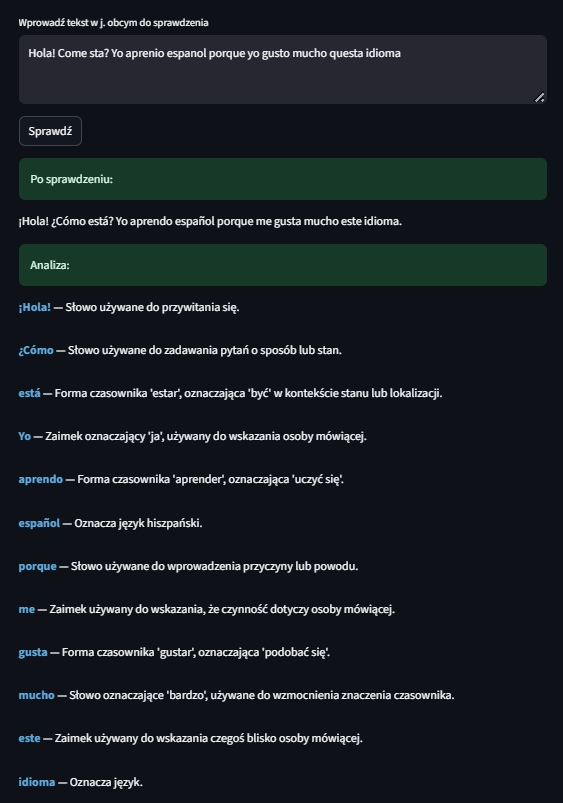 Wprowadź tekst w j. obcym do sprawdzenia
Hola! Come sta? Yo aprenio espanol porque yo gusto mucho questa idioma
Sprawdź
Po sprawdzeniu:
¡Hola! ¿Cómo está? Yo aprendo español porque me gusta mucho este idioma.
Analiza:
¡Hola! — Słowo używane do przywitania się.
¿Cómo — Słowo używane do zadawania pytań o sposób lub stan.
está — Forma czasownika 'estar', oznaczająca 'być' w kontekście stanu lub lokalizacji.
Yo — Zaimek oznaczający 'ja', używany do wskazania osoby mówiącej.
aprendo — Forma czasownika 'aprender', oznaczająca 'uczyć się'.
español — Oznacza język hiszpański.
porque — Słowo używane do wprowadzenia przyczyny lub powodu.
me — Zaimek używany do wskazania, że czynność dotyczy osoby mówiącej.
gusta — Forma czasownika 'gustar', oznaczająca 'podobać się'.
mucho — Słowo oznaczające 'bardzo', używane do wzmocnienia znaczenia czasownika.
este — Zaimek używany do wskazania czegoś blisko osoby mówiącej.
idioma — Oznacza język.